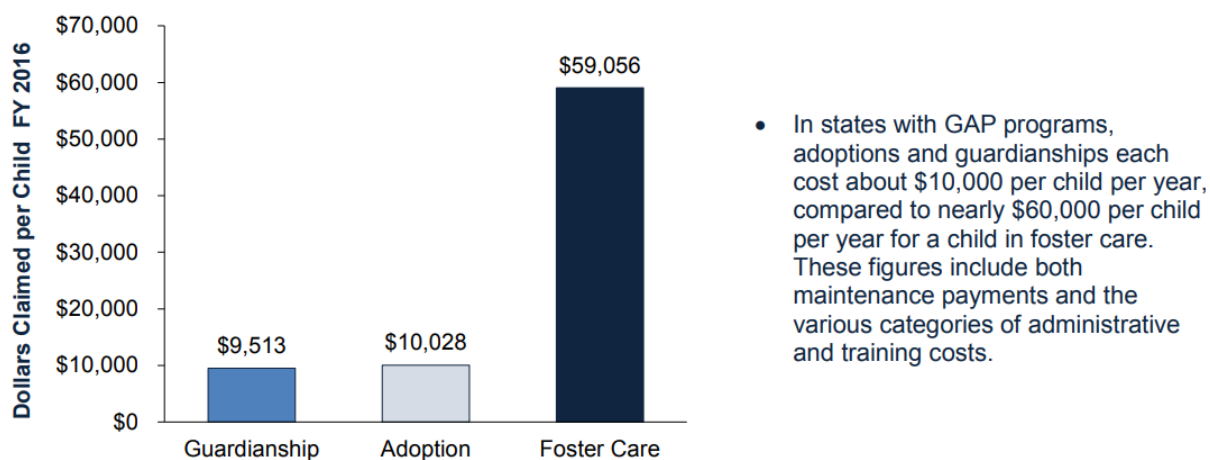 Dollars Claimed per Child FY 2016
$70,000
$60,000
$50,000
$40,000
$30,000
$20,000
$10,000
$0
$9,513
$10,028
$59,056
Guardianship
Adoption
Foster Care
• In states with GAP programs,
adoptions and guardianships each
cost about $10,000 per child per year,
compared to nearly $60,000 per child
per year for a child in foster care.
These figures include both
maintenance payments and the
various categories of administrative
and training costs.